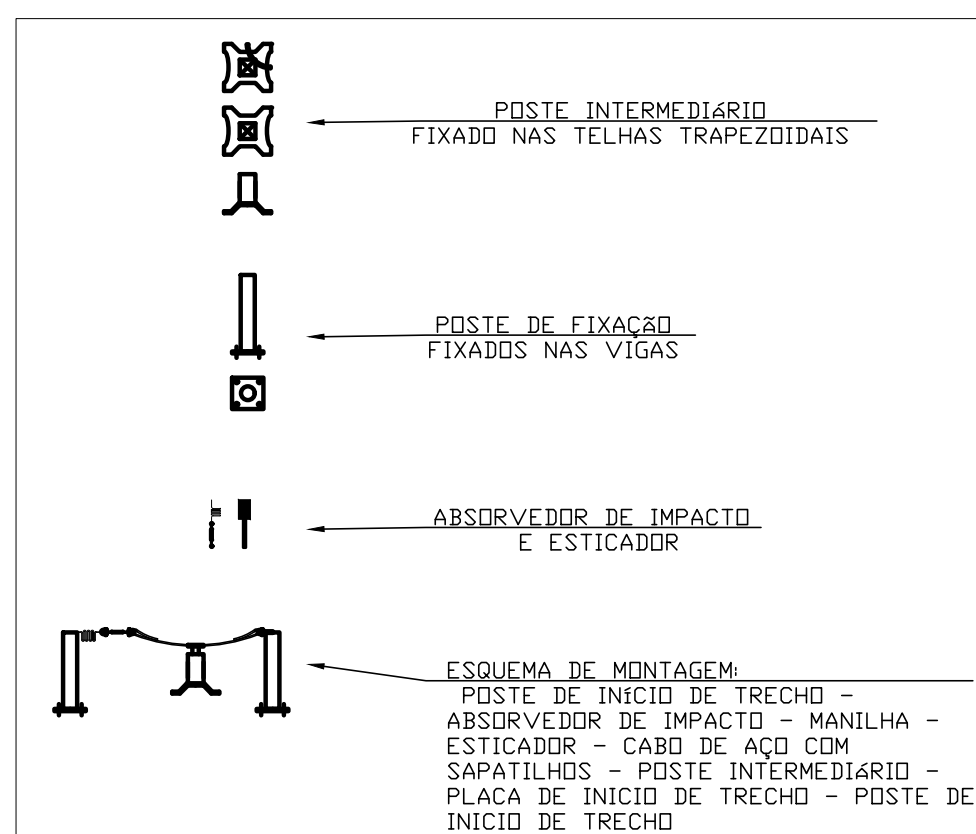 POSTE INTERMEDIáRIO
FIXADO NAS TELHAS TRAPEZOIDAIS
POSTE DE FIXAÇãO
FIXADOS NAS VIGAS
ABSORVEDOR DE IMPACTO
E ESTICADOR
ESQUEMA DE MONTAGEM:
POSTE DE INíCIO DE TRECHO -
ABSORVEDOR DE IMPACTO - MANILHA -
ESTICADOR - CABO DE AÇO COM
SAPATILHOS - POSTE INTERMEDIáRIO -
PLACA DE INICIO DE TRECHO - POSTE DE
INICIO DE TRECHO